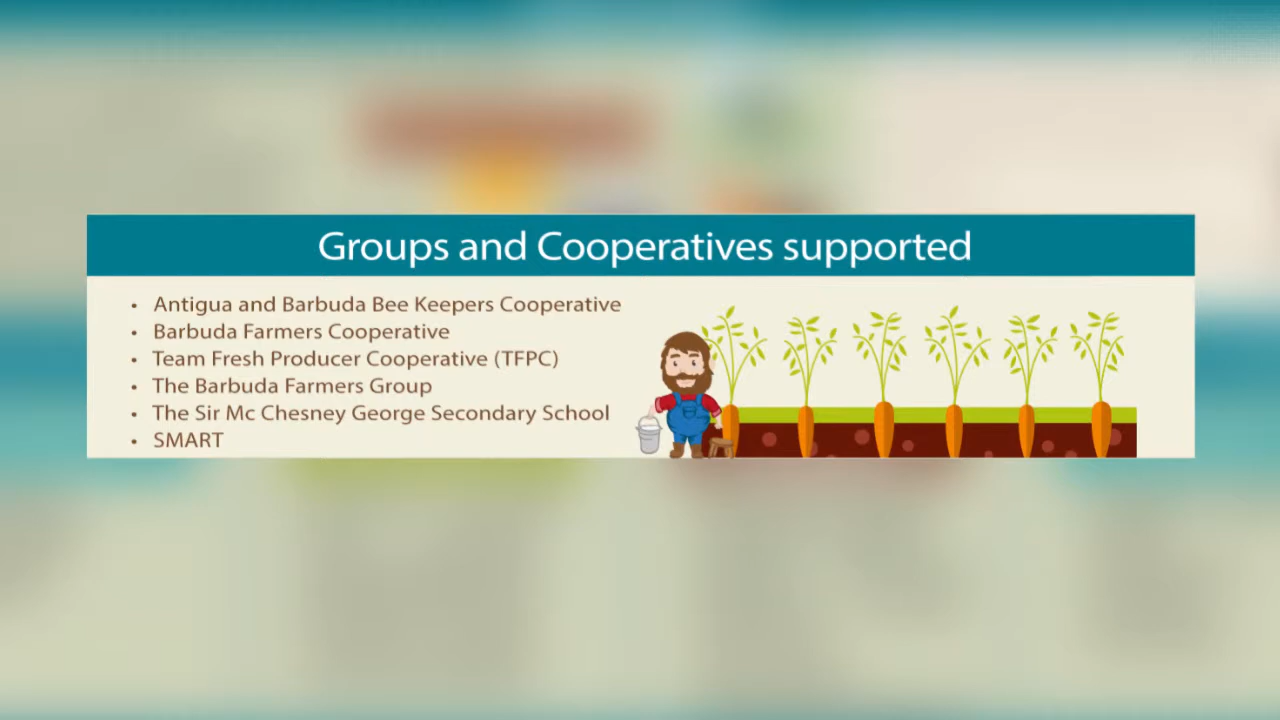 Groups and Cooperatives supported
• Antigua and Barbuda Bee Keepers Cooperative
• Barbuda Farmers Cooperative
• Team Fresh Producer Cooperative (TFPC)
• The Barbuda Farmers Group
• The Sir Mc Chesney George Secondary School
• SMART